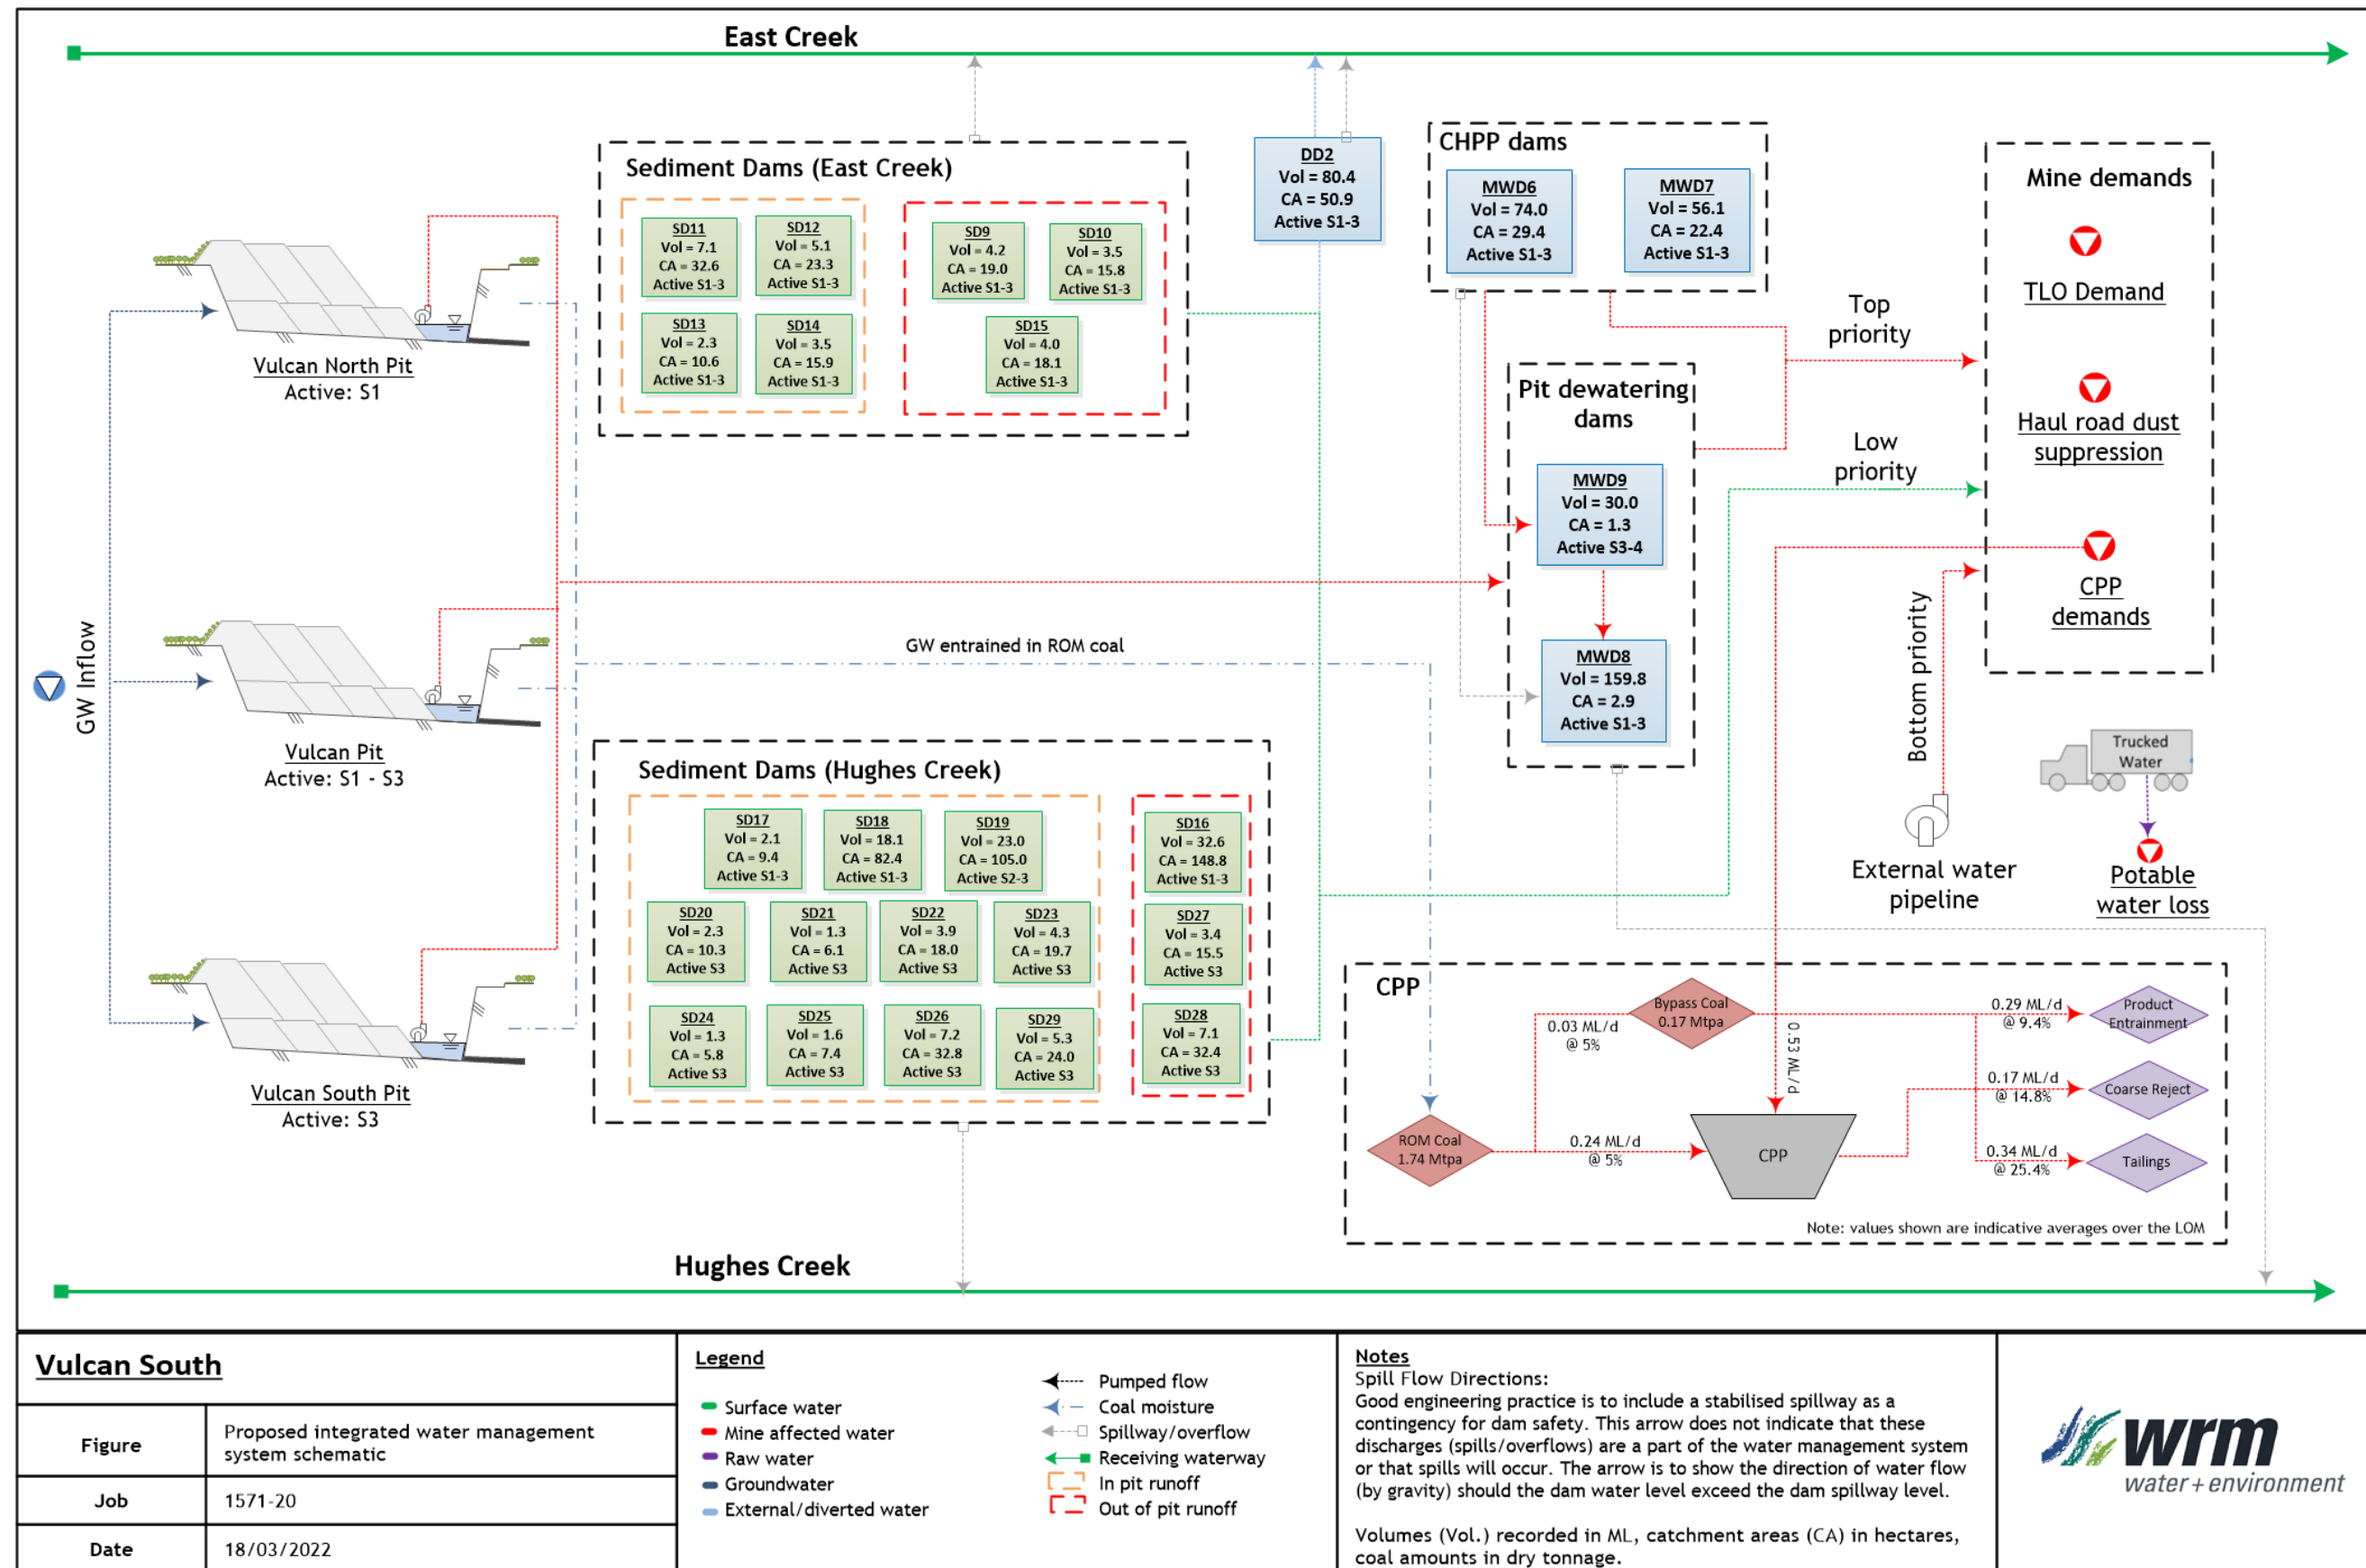 East Creek
Sediment Dams (East Creek)
SD11
Vol = 7.1
CA = 32.6
Active S1-3
SD12
Vol = 5.1
CA = 23.3
Active S1-3
SD13
Vol = 2.3
CA = 10.6
Active S1-3
SD14
Vol = 3.5
CA = 15.9
Active S1-3
SD9
Vol = 4.2
CA = 19.0
Active S1-3
SD10
Vol = 3.5
CA = 15.8
Active S1-3
SD15
Vol = 4.0
CA = 18.1
Active S1-3
DD2
Vol = 80.4
CA = 50.9
Active S1-3
CHPP dams
MWD6
Vol = 74.0
CA = 29.4
Active S1-3
MWD7
Vol = 56.1
CA = 22.4
Active S1-3
Pit dewatering
dams
MWD9
Vol = 30.0
CA = 1.3
Active S3-4
MWD8
Vol = 159.8
CA = 2.9
Active S1-3
Top
priority
Low
priority
Bottom priority
Mine demands
TLO Demand
Haul road dust
suppression
CPP
demands
External water
pipeline
Trucked
Water
Potable
water loss
GW Inflow
Vulcan North Pit
Active: S1
Vulcan Pit
Active: S1 - S3
Vulcan South Pit
Active: S3
GW entrained in ROM coal
Sediment Dams (Hughes Creek)
SD17
Vol = 2.1
CA = 9.4
Active S1-3
SD18
Vol = 18.1
CA = 82.4
Active S1-3
SD19
Vol = 23.0
CA = 105.0
Active S2-3
SD20
Vol = 2.3
CA = 10.3
Active S3
SD21
Vol = 1.3
CA = 6.1
Active S3
SD22
Vol = 3.9
CA = 18.0
Active S3
SD23
Vol = 4.3
CA = 19.7
Active S3
SD24
Vol = 1.3
CA = 5.8
Active S3
SD25
Vol = 1.6
CA = 7.4
Active S3
SD26
Vol = 7.2
CA = 32.8
Active S3
SD29
Vol = 5.3
CA = 24.0
Active S3
SD16
Vol = 32.6
CA = 148.8
Active S1-3
SD27
Vol = 3.4
CA = 15.5
Active S3
SD28
Vol = 7.1
CA = 32.4
Active S3
CPP
ROM Coal
1.74 Mtpa
0.03 ML/d
@ 5%
Bypass Coal
0.17 Mtpa
0.24 ML/d
@ 5%
0.53 ML/d
CPP
0.29 ML/d
@ 9.4%
Product
Entrainment
0.17 ML/d
@ 14.8%
Coarse Reject
0.34 ML/d
@ 25.4%
Tailings
Note: values shown are indicative averages over the LOM
Hughes Creek
Vulcan South
Figure
Proposed integrated water management
system schematic
Job
1571-20
Date
18/03/2022
Legend
Surface water
Mine affected water
Raw water
Groundwater
External/diverted water
Pumped flow
Coal moisture
Spillway/overflow
Receiving waterway
In pit runoff
Out of pit runoff
Notes
Spill Flow Directions:
Good engineering practice is to include a stabilised spillway as a
contingency for dam safety. This arrow does not indicate that these
discharges (spills/overflows) are a part of the water management system
or that spills will occur. The arrow is to show the direction of water flow
(by gravity) should the dam water level exceed the dam spillway level.
Volumes (Vol.) recorded in ML, catchment areas (CA) in hectares,
coal amounts in dry tonnage.
wrm
water + environment